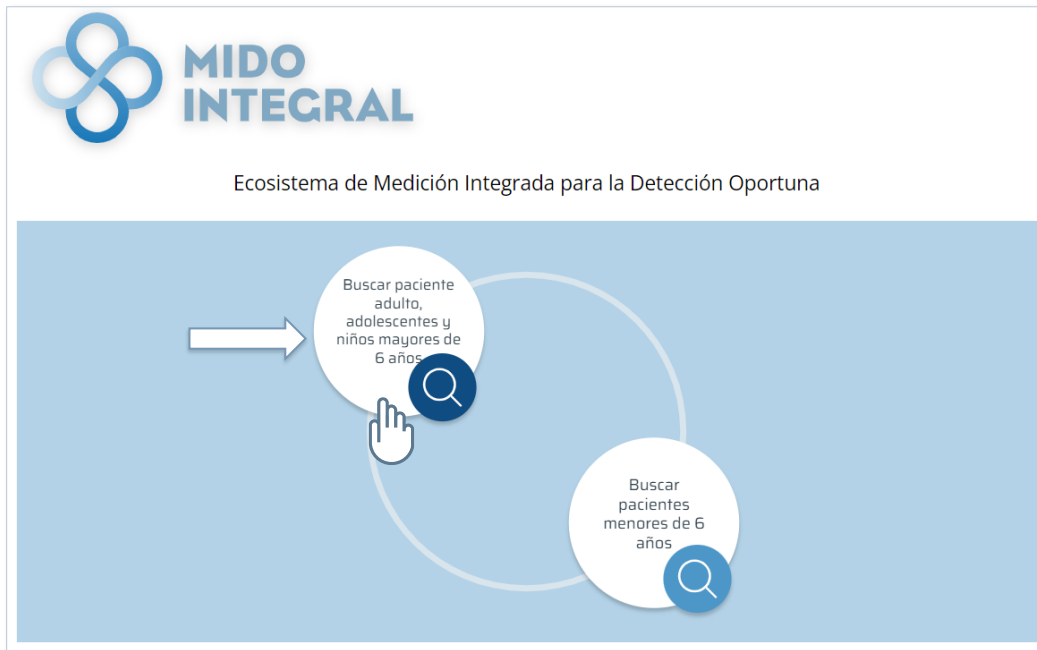 MIDO
INTEGRAL
Ecosistema de Medición Integrada para la Detección Oportuna
Buscar paciente
adulto,
adolescentes y
niños mayores de
6 años
Buscar
pacientes
menores de 6
años